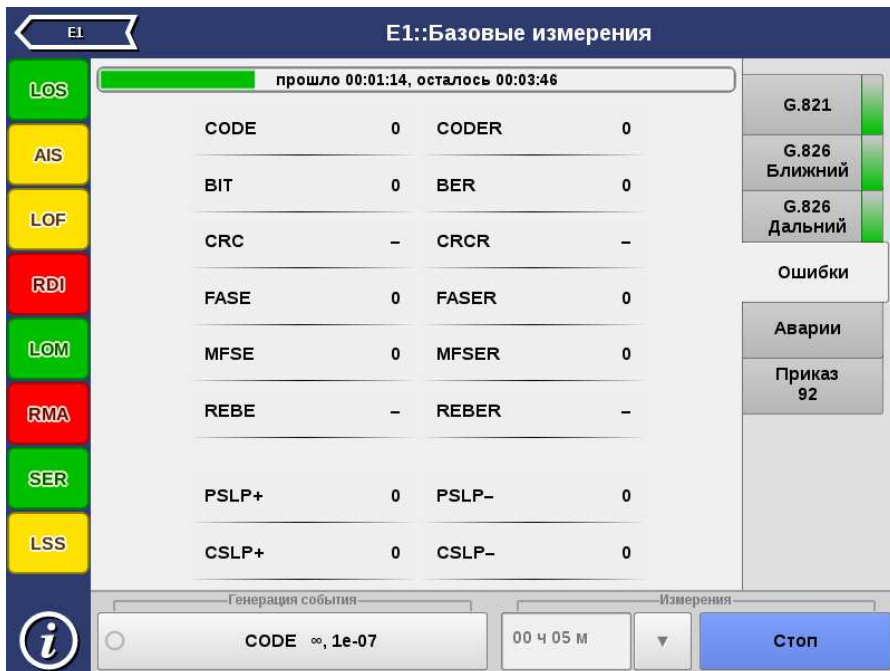 E1
E1::Базовые измерения
LOS
AIS
LOF
RDI
LOM
RMA
SER
LSS
прошло 00:01:14, осталось 00:03:46
CODE 0 CODER 0
BIT 0 BER 0
CRC – CRCR –
FASE 0 FASER 0
MFSE 0 MFSER 0
REBE – REBER –
PSLP+ 0 PSLP– 0
CSLP+ 0 CSLP– 0
G.821
G.826
Ближний
G.826
Дальний
Ошибки
Аварии
Приказ
92
Генерация события
CODE ∞, 1e-07
Измерения
00 ч 05 м
Стоп
i